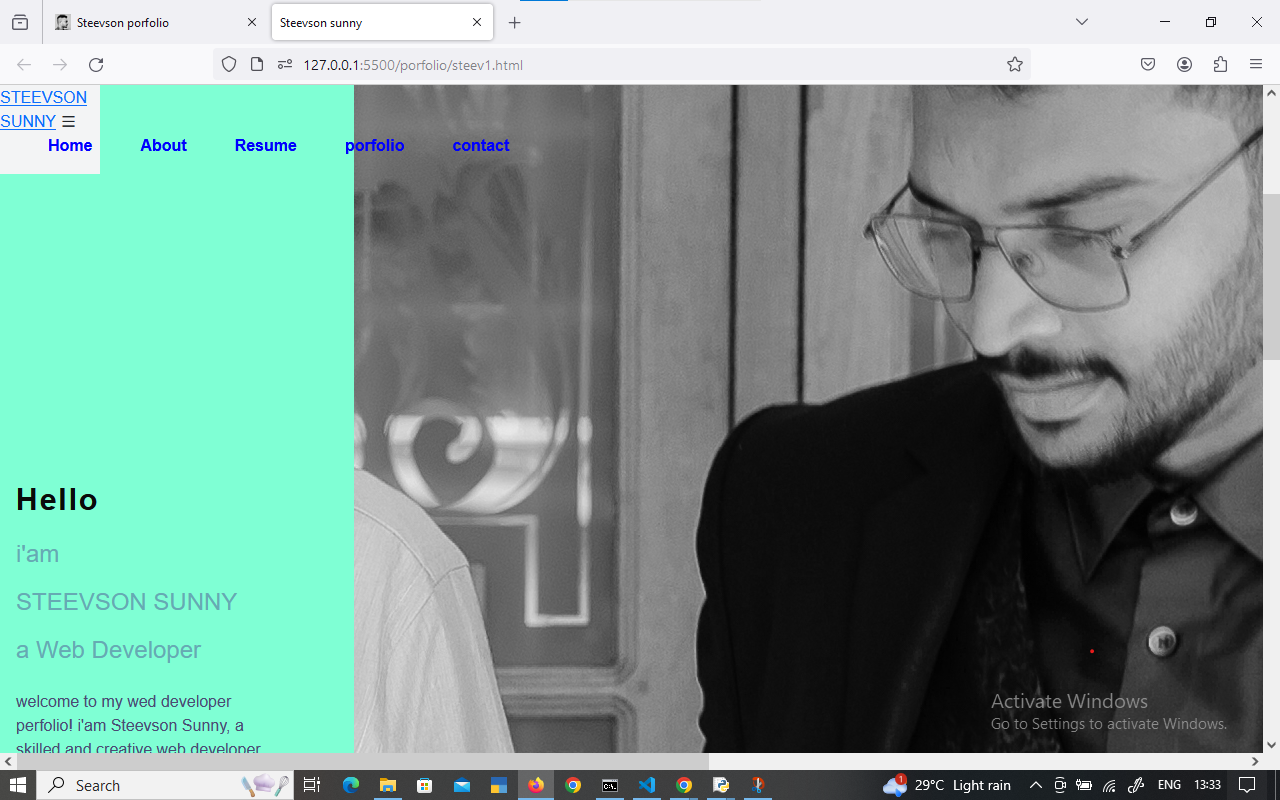 Steevson porfolio
Steevson sunny
127.0.0.1:5500/porfolio/steev1.html
STEEVSON
SUNNY
Home About Resume porfolio contact
Hello
i'am
STEEVSON SUNNY
a Web Developer
welcome to my wed developer
perfolio! i'am Steevson Sunny, a
skilled and creative web developer
Activate Windows
Go to Settings to activate Windows.
Search
1
29°C Light rain
ENG
13:33